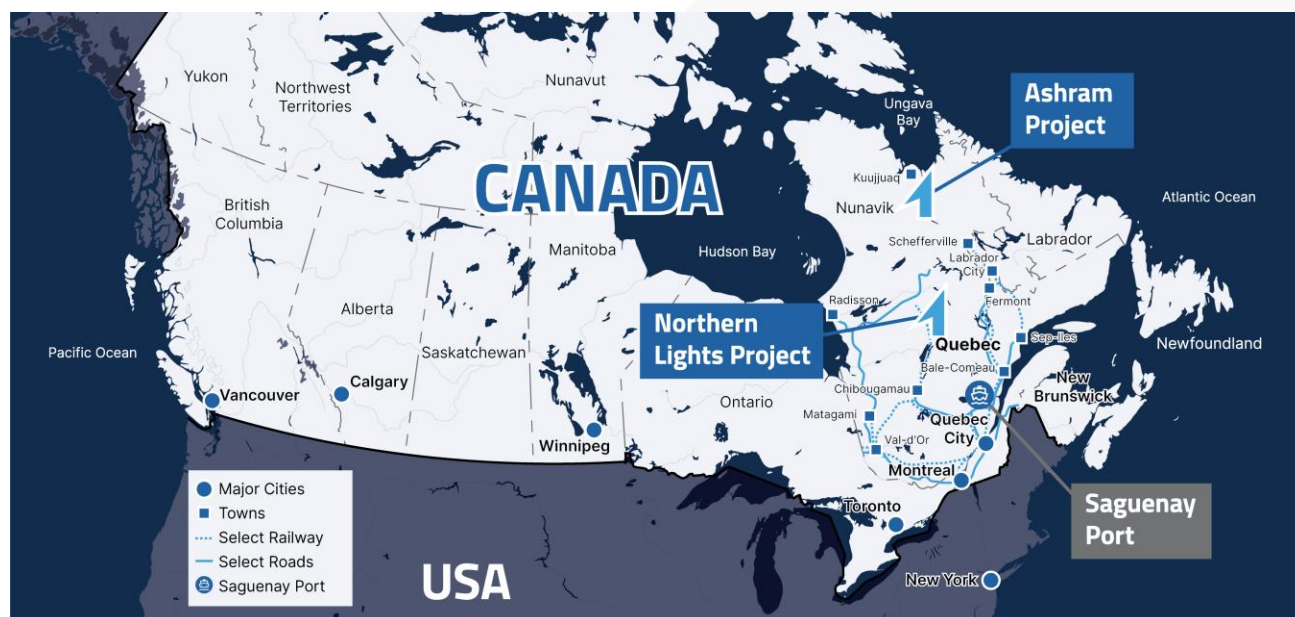 Yukon
Northwest
Territories
Nunavut
Ungava
Bay
Ashram
Project
CANADA
Kuujjuaq
Nunavik
Atlantic Ocean
British
Columbia
Manitoba
Hudson Bay
Schefferville
Labrador
Labrador
City
Alberta
Radisson
Fermont
Northern
Lights Project
Pacific Ocean
Saskatchewan
Quebec
Sep-Iles
Newfoundland
Baie-Comeau
Calgary
Vancouver
Chibougamau
New
Brunswick
Ontario
Matagami
Quebec
City
Winnipeg
Val-d'Or
Montreal
Major Cities
Towns
Select Railway
Select Roads
Saguenay Port
Toronto
Saguenay
Port
USA
New York